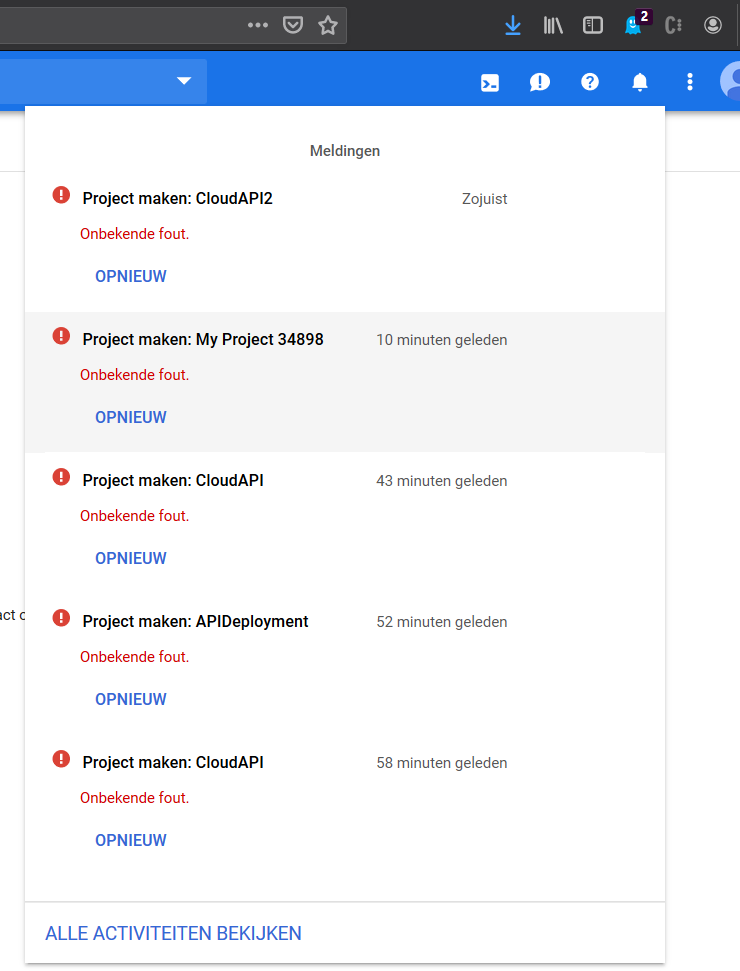 2
Meldingen
Project maken: CloudAPI2 Zojuist
Onbekende fout.
OPNIEUW
Project maken: My Project 34898 10 minuten geleden
Onbekende fout.
OPNIEUW
Project maken: CloudAPI 43 minuten geleden
Onbekende fout.
OPNIEUW
Project maken: APIDeployment 52 minuten geleden
Onbekende fout.
OPNIEUW
Project maken: CloudAPI 58 minuten geleden
Onbekende fout.
OPNIEUW
ALLE ACTIVITEITEN BEKIJKEN